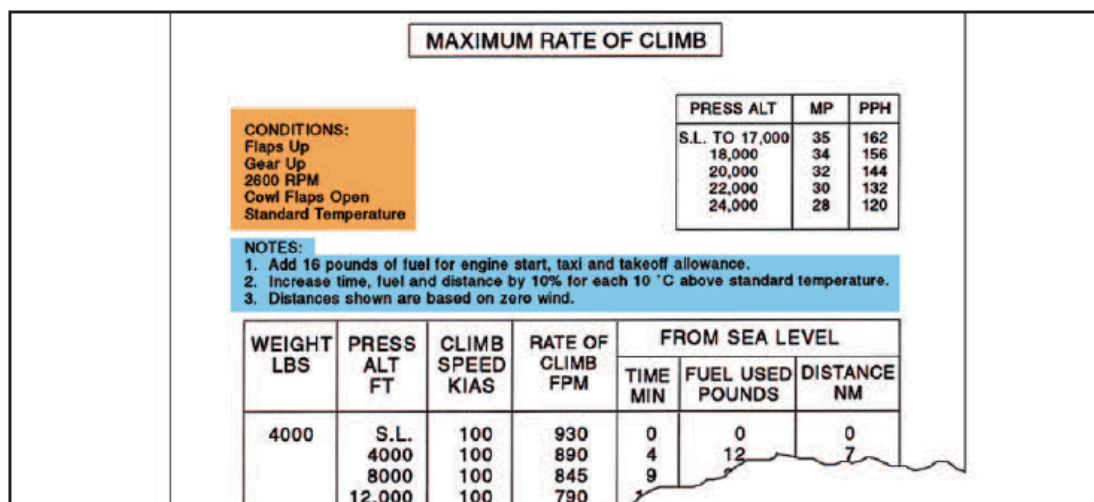 MAXIMUM RATE OF CLIMB
CONDITIONS:
Flaps Up
Gear Up
2600 RPM
Cowl Flaps Open
Standard Temperature
PRESS ALT MP PPH
S.L. TO 17,000 35 162
18,000 34 156
20,000 32 144
22,000 30 132
24,000 28 120
NOTES:
1. Add 16 pounds of fuel for engine start, taxi and takeoff allowance.
2. Increase time, fuel and distance by 10% for each 10 °C above standard temperature.
3. Distances shown are based on zero wind.
WEIGHT LBS
PRESS ALT FT
CLIMB SPEED KIAS
RATE OF CLIMB FPM
FROM SEA LEVEL
TIME MIN
FUEL USED POUNDS
DISTANCE NM
4000 S.L. 100 930 0 0 0
4000 100 890 4 12 7
8000 100 845 9
12,000 100 790